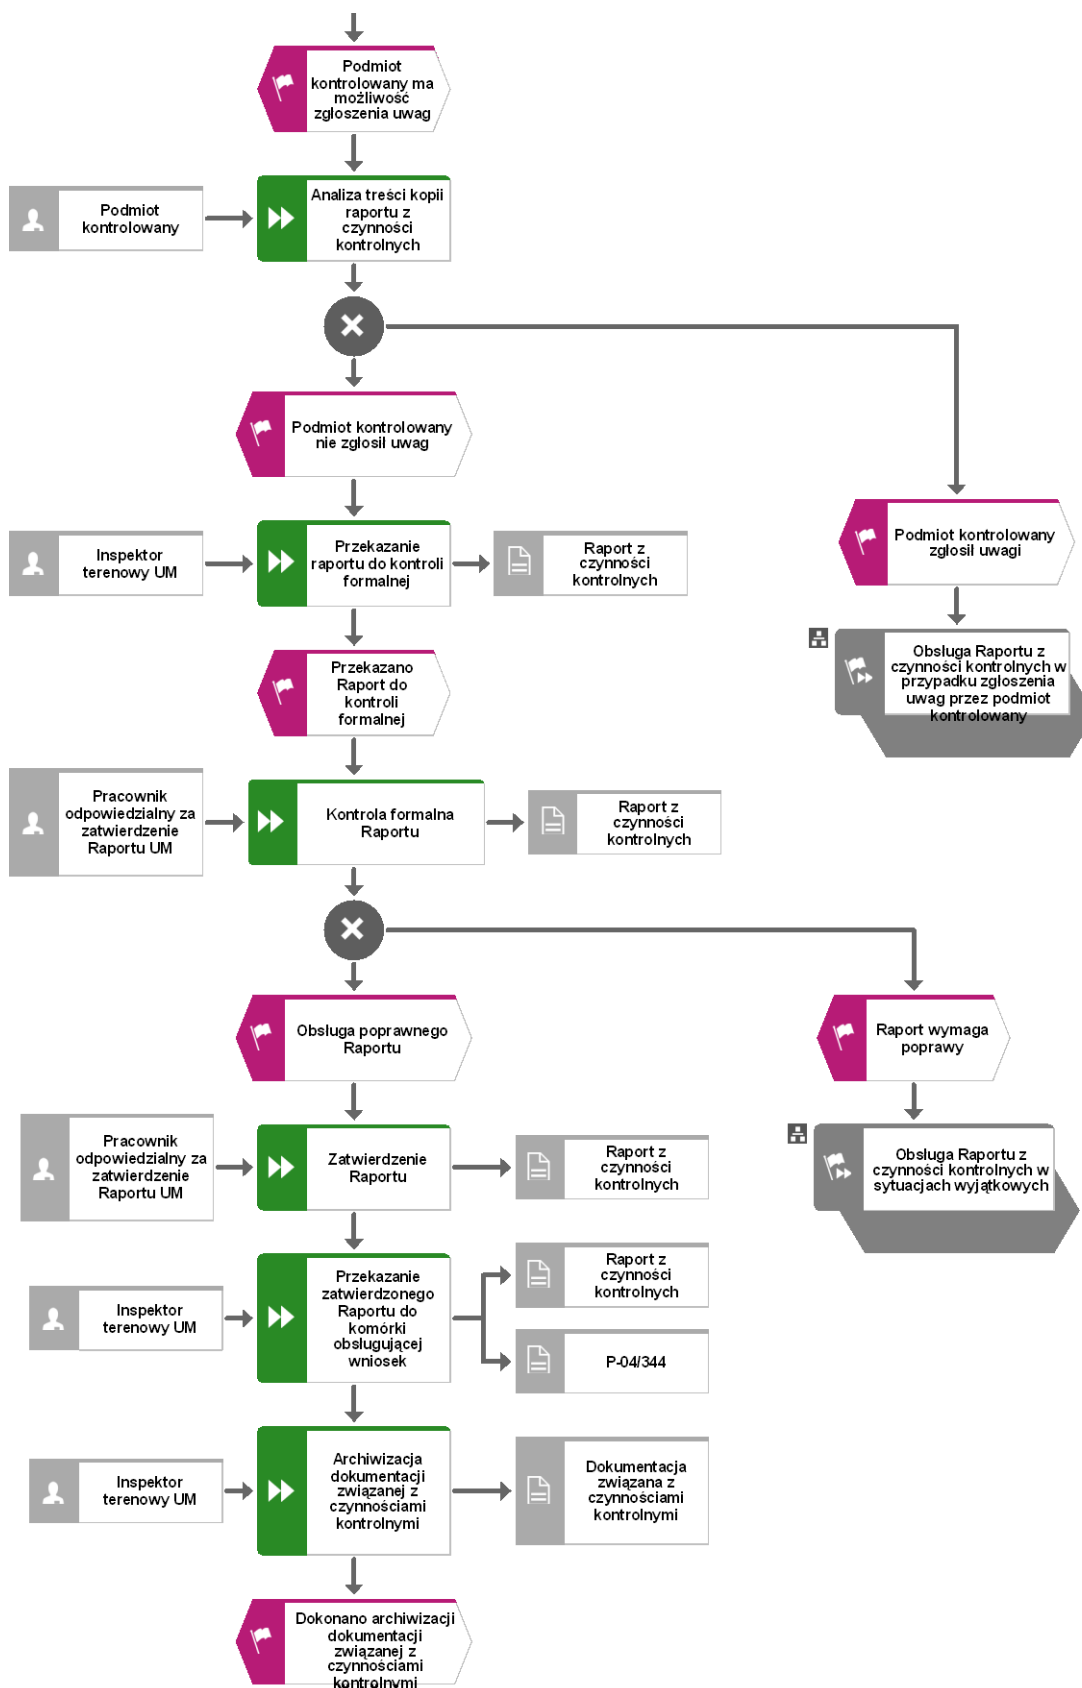 Podmiot
kontrolowany ma
możliwość
zgłoszenia uwag
Podmiot
kontrolowany
Analiza treści kopii
raportu z
czynności
kontrolnych
Podmiot kontrolowany
nie zgłosił uwag
Podmiot kontrolowany
zgłosił uwagi
Inspektor
terenowy UM
Przekazanie
raportu do kontroli
formalnej
Raport z
czynności
kontrolnych
Obsługa Raportu z
czynności kontrolnych w
przypadku zgłoszenia
uwag przez podmiot
kontrolowany
Przekazano
Raport do
kontroli
formalnej
Pracownik
odpowiedzialny za
zatwierdzenie
Raportu UM
Kontrola formalna
Raportu
Raport z
czynności
kontrolnych
Obsługa poprawnego
Raportu
Raport wymaga
poprawy
Pracownik
odpowiedzialny za
zatwierdzenie
Raportu UM
Zatwierdzenie
Raportu
Raport z
czynności
kontrolnych
Obsługa Raportu z
czynności kontrolnych w
sytuacjach wyjątkowych
Inspektor
terenowy UM
Przekazanie
zatwierdzonego
Raportu do
komórki
obsługującej
wniosek
Raport z
czynności
kontrolnych
P-04/344
Inspektor
terenowy UM
Archiwizacja
dokumentacji
związanej z
czynnościami
kontrolnymi
Dokumentacja
związana z
czynnościami
kontrolnymi
Dokonano archiwizacji
dokumentacji
związanej z
czynnościami
kontrolnymi